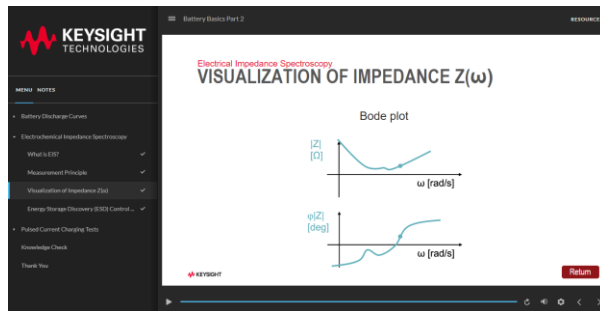 KEYSIGHT
TECHNOLOGIES
MENU NOTES
Battery Discharge Curves
Electrochemical Impedance Spectroscopy
What is EIS?
Measurement Principle
Visualization of Impedance Z(ω)
Energy Storage Discovery (ESD) Control ...
Pulsed Current Charging Tests
Knowledge Check
Thank You
Battery Basics Part 2
RESOURCE
Electrical Impedance Spectroscopy
VISUALIZATION OF IMPEDANCE Z(ω)
Bode plot
|Z|
[Ω]
ω [rad/s]
φ|Z|
[deg]
ω [rad/s]
KEYSIGHT
Return